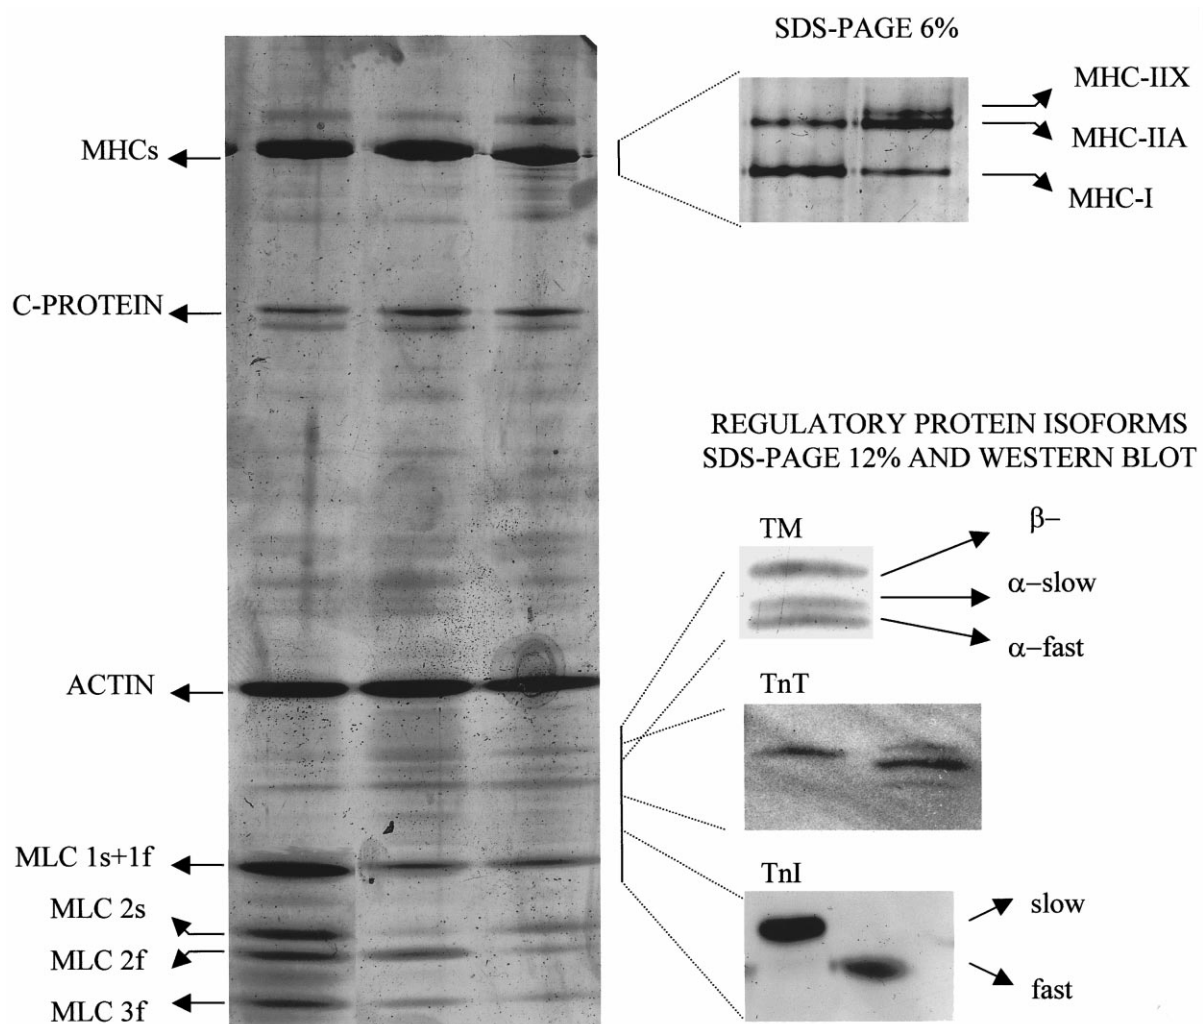 SDS-PAGE 6%
MHC-IIX
MHCs
MHC-IIA
MHC-I
C-PROTEIN
REGULATORY PROTEIN ISOFORMS
SDS-PAGE 12% AND WESTERN BLOT
TM
β–
α–slow
α–fast
ACTIN
TnT
MLC 1s+1f
TnI
MLC 2s
slow
MLC 2f
fast
MLC 3f